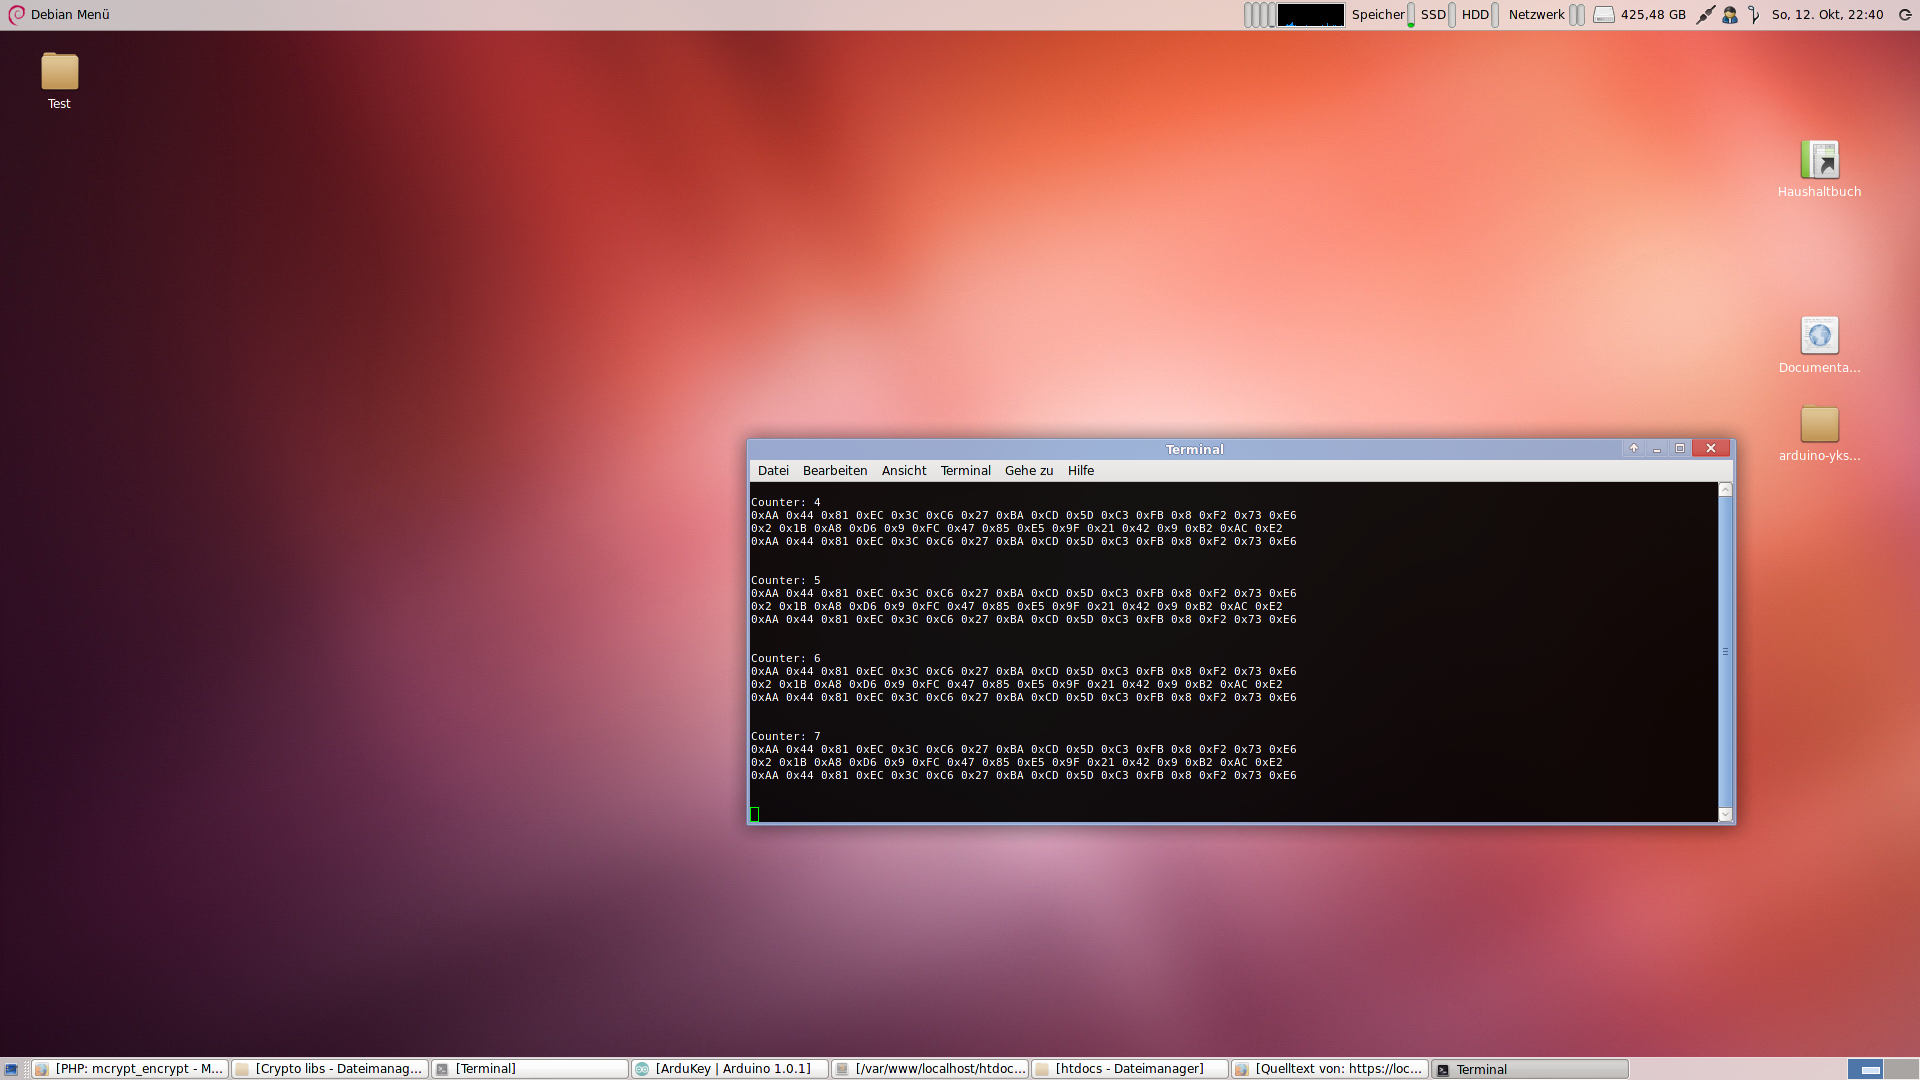 Debian Menü
Speicher SSD HDD Netzwerk 425,48 GB So, 12. Okt, 22:40
Test
Haushaltbuch
Documenta...
arduino-yks...
Terminal
Datei Bearbeiten Ansicht Terminal Gehe zu Hilfe
Counter: 4
0xAA 0x44 0x81 0xEC 0x3C 0xC6 0x27 0xBA 0xCD 0x5D 0xC3 0xFB 0x8 0xF2 0x73 0xE6
0x2 0x1B 0xA8 0xD6 0x9 0xFC 0x47 0x85 0xE5 0x9F 0x21 0x42 0x9 0xB2 0xAC 0xE2
0xAA 0x44 0x81 0xEC 0x3C 0xC6 0x27 0xBA 0xCD 0x5D 0xC3 0xFB 0x8 0xF2 0x73 0xE6
Counter: 5
0xAA 0x44 0x81 0xEC 0x3C 0xC6 0x27 0xBA 0xCD 0x5D 0xC3 0xFB 0x8 0xF2 0x73 0xE6
0x2 0x1B 0xA8 0xD6 0x9 0xFC 0x47 0x85 0xE5 0x9F 0x21 0x42 0x9 0xB2 0xAC 0xE2
0xAA 0x44 0x81 0xEC 0x3C 0xC6 0x27 0xBA 0xCD 0x5D 0xC3 0xFB 0x8 0xF2 0x73 0xE6
Counter: 6
0xAA 0x44 0x81 0xEC 0x3C 0xC6 0x27 0xBA 0xCD 0x5D 0xC3 0xFB 0x8 0xF2 0x73 0xE6
0x2 0x1B 0xA8 0xD6 0x9 0xFC 0x47 0x85 0xE5 0x9F 0x21 0x42 0x9 0xB2 0xAC 0xE2
0xAA 0x44 0x81 0xEC 0x3C 0xC6 0x27 0xBA 0xCD 0x5D 0xC3 0xFB 0x8 0xF2 0x73 0xE6
Counter: 7
0xAA 0x44 0x81 0xEC 0x3C 0xC6 0x27 0xBA 0xCD 0x5D 0xC3 0xFB 0x8 0xF2 0x73 0xE6
0x2 0x1B 0xA8 0xD6 0x9 0xFC 0x47 0x85 0xE5 0x9F 0x21 0x42 0x9 0xB2 0xAC 0xE2
0xAA 0x44 0x81 0xEC 0x3C 0xC6 0x27 0xBA 0xCD 0x5D 0xC3 0xFB 0x8 0xF2 0x73 0xE6
[PHP: mcrypt_encrypt - M... [Crypto libs - Dateimanag... [Terminal] [ArduKey | Arduino 1.0.1] [/var/www/localhost/htdoc... [htdocs - Dateimanager] [Quelltext von: https://loc... Terminal